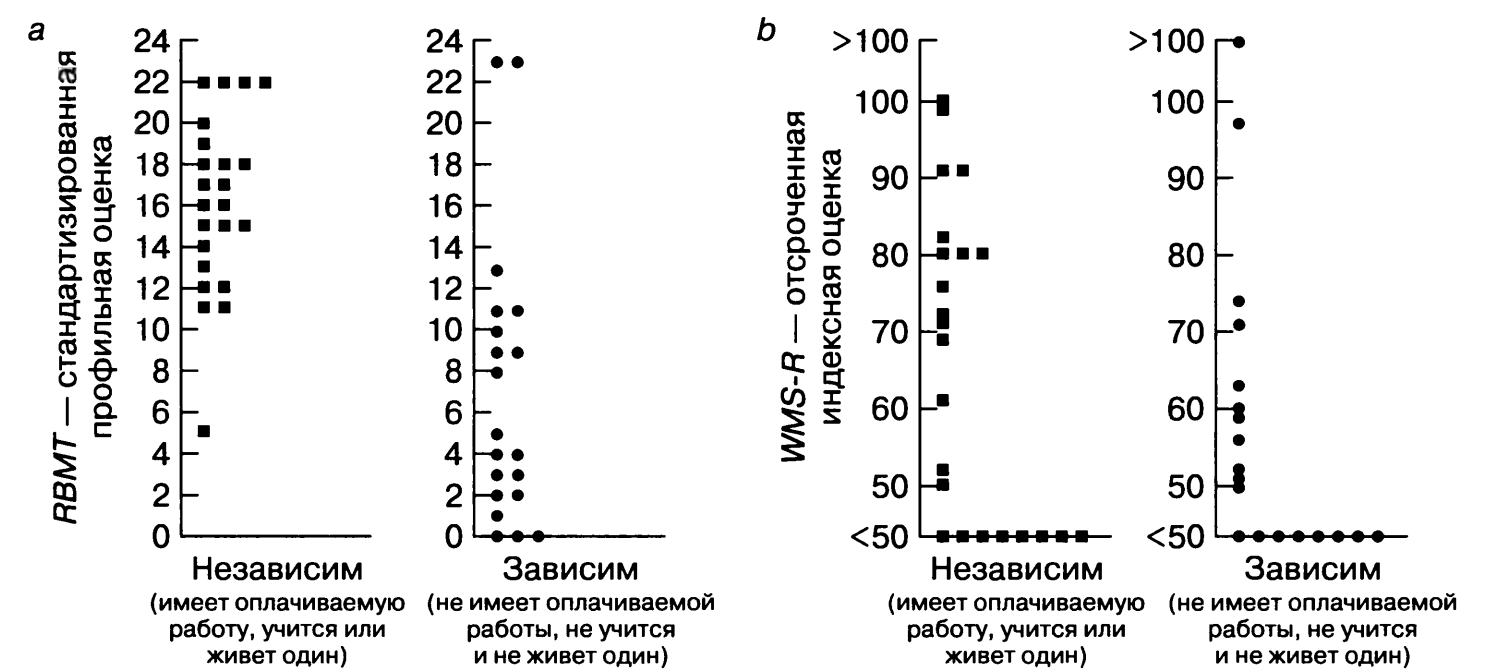 a
RBMT — стандартизированная
профильная оценка
24
22
20
18
16
14
12
10
8
6
4
2
0
Независим
(имеет оплачиваемую
работу, учится или
живет один)
24
22
20
18
16
14
12
10
8
6
4
2
0
Зависим
(не имеет оплачиваемой
работы, не учится
и не живет один)
b
WMS-R — отсроченная
индексная оценка
>100
100
90
80
70
60
50
<50
Независим
(имеет оплачиваемую
работу, учится или
живет один)
>100
100
90
80
70
60
50
<50
Зависим
(не имеет оплачиваемой
работы, не учится
и не живет один)